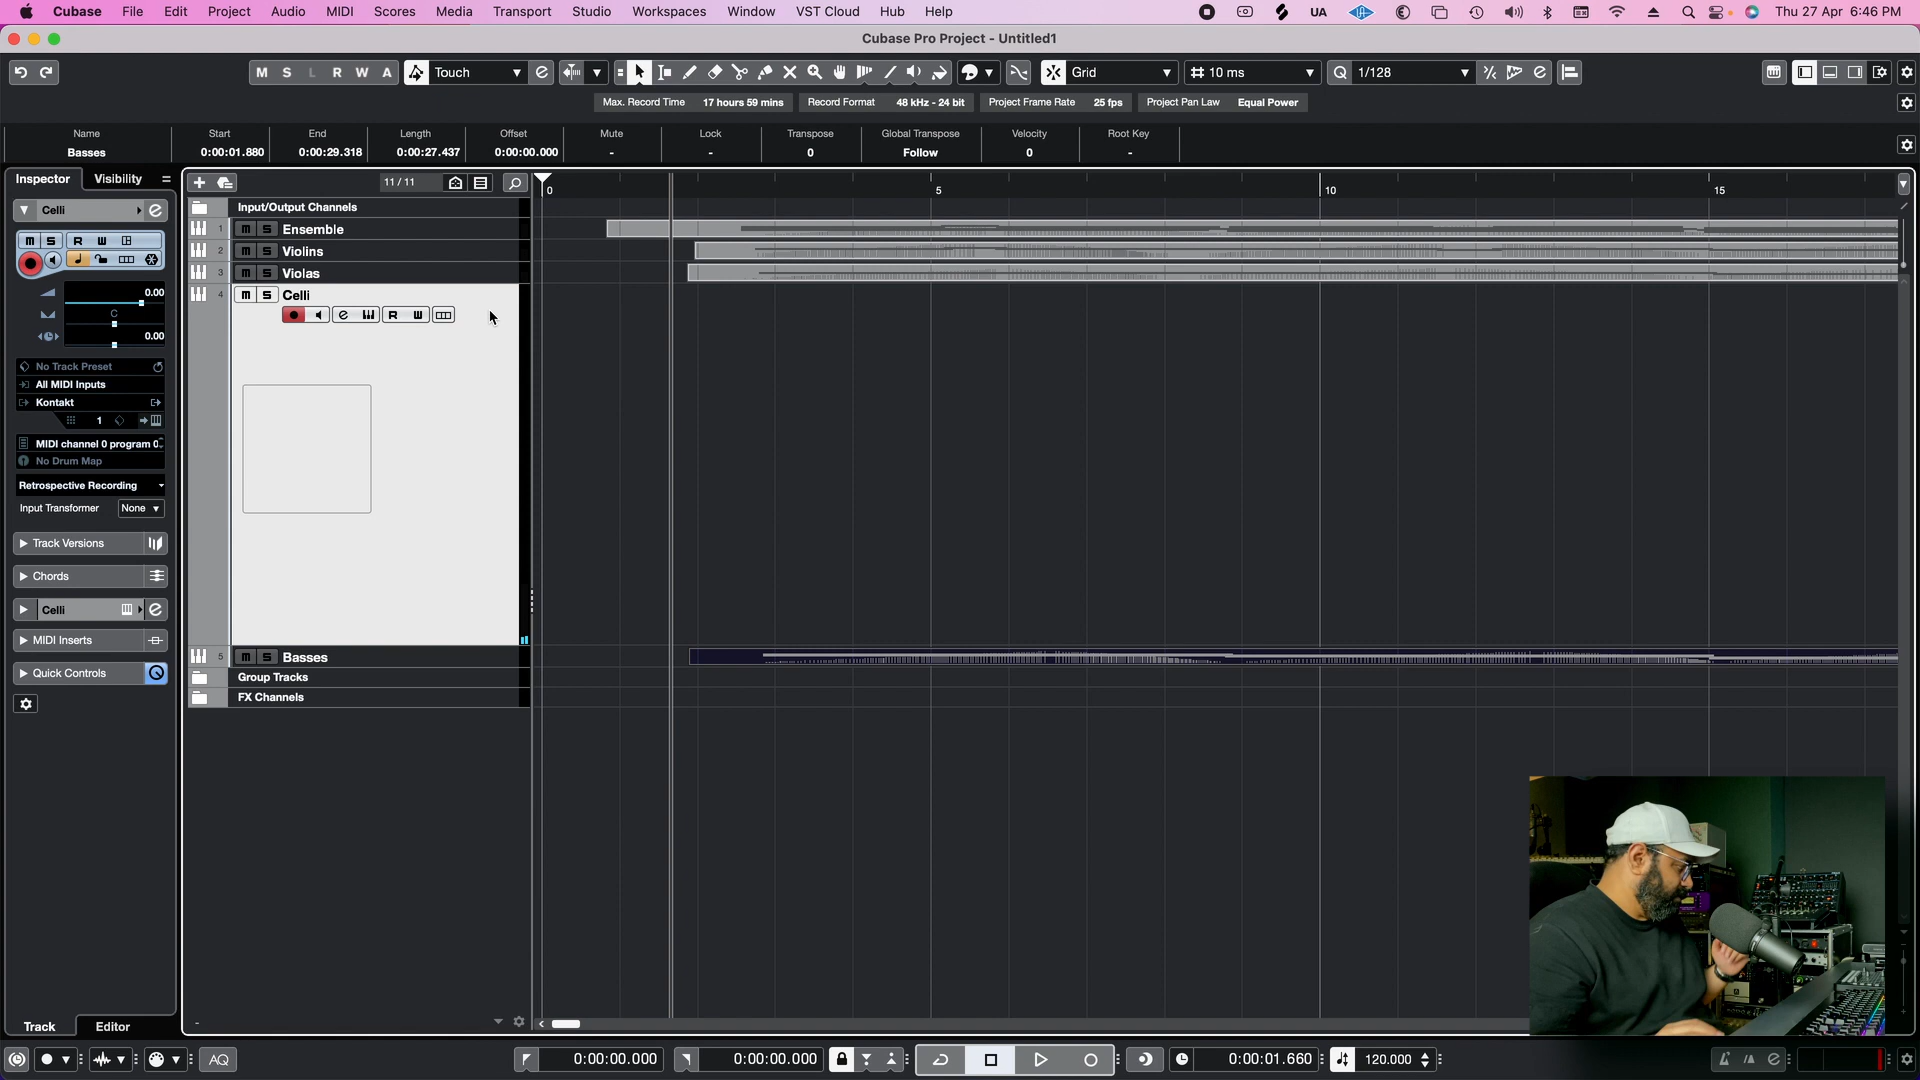 Cubase File Edit Project Audio MIDI Scores Media Transport Studio Workspaces Window VST Cloud Hub Help UA Thu 27 Apr 6:46 PM
Cubase Pro Project - Untitled1
M S L R W A Touch Grid 10 ms Q 1/128
Max. Record Time 17 hours 59 mins Record Format 48 kHz - 24 bit Project Frame Rate 25 fps Project Pan Law Equal Power
Name Start End Length Offset Mute Lock Transpose Global Transpose Velocity Root Key
Basses 0:00:01.880 0:00:29.318 0:00:27.437 0:00:00.000 - - 0 Follow 0 -
Inspector Visibility 11 / 11
0 5 10 15
Celli
Input/Output Channels
1 M S Ensemble
2 M S Violins
3 M S Violas
4 M S Celli
R W
M S R W
0.00
C
0.00
No Track Preset
All MIDI Inputs
Kontakt
1
MIDI channel 0 program 0
No Drum Map
Retrospective Recording
Input Transformer None
Track Versions
Chords
Celli
MIDI Inserts
Quick Controls
5 M S Basses
Group Tracks
FX Channels
Track Editor
AQ 0:00:00.000 0:00:00.000 0:00:01.660 120.000